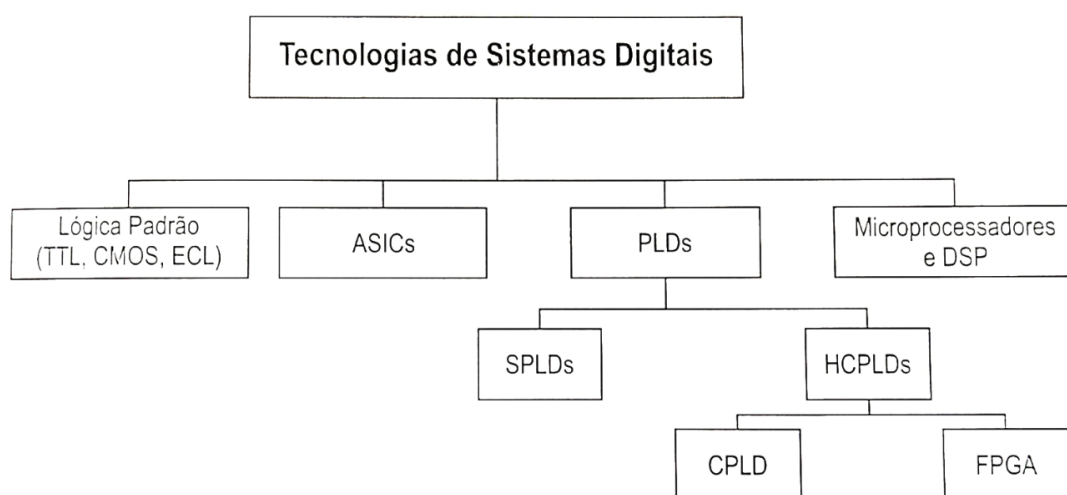 Tecnologias de Sistemas Digitais
Lógica Padrão
(TTL, CMOS, ECL)
ASICs
PLDs
Microprocessadores
e DSP
SPLDs
HCPLDs
CPLD
FPGA